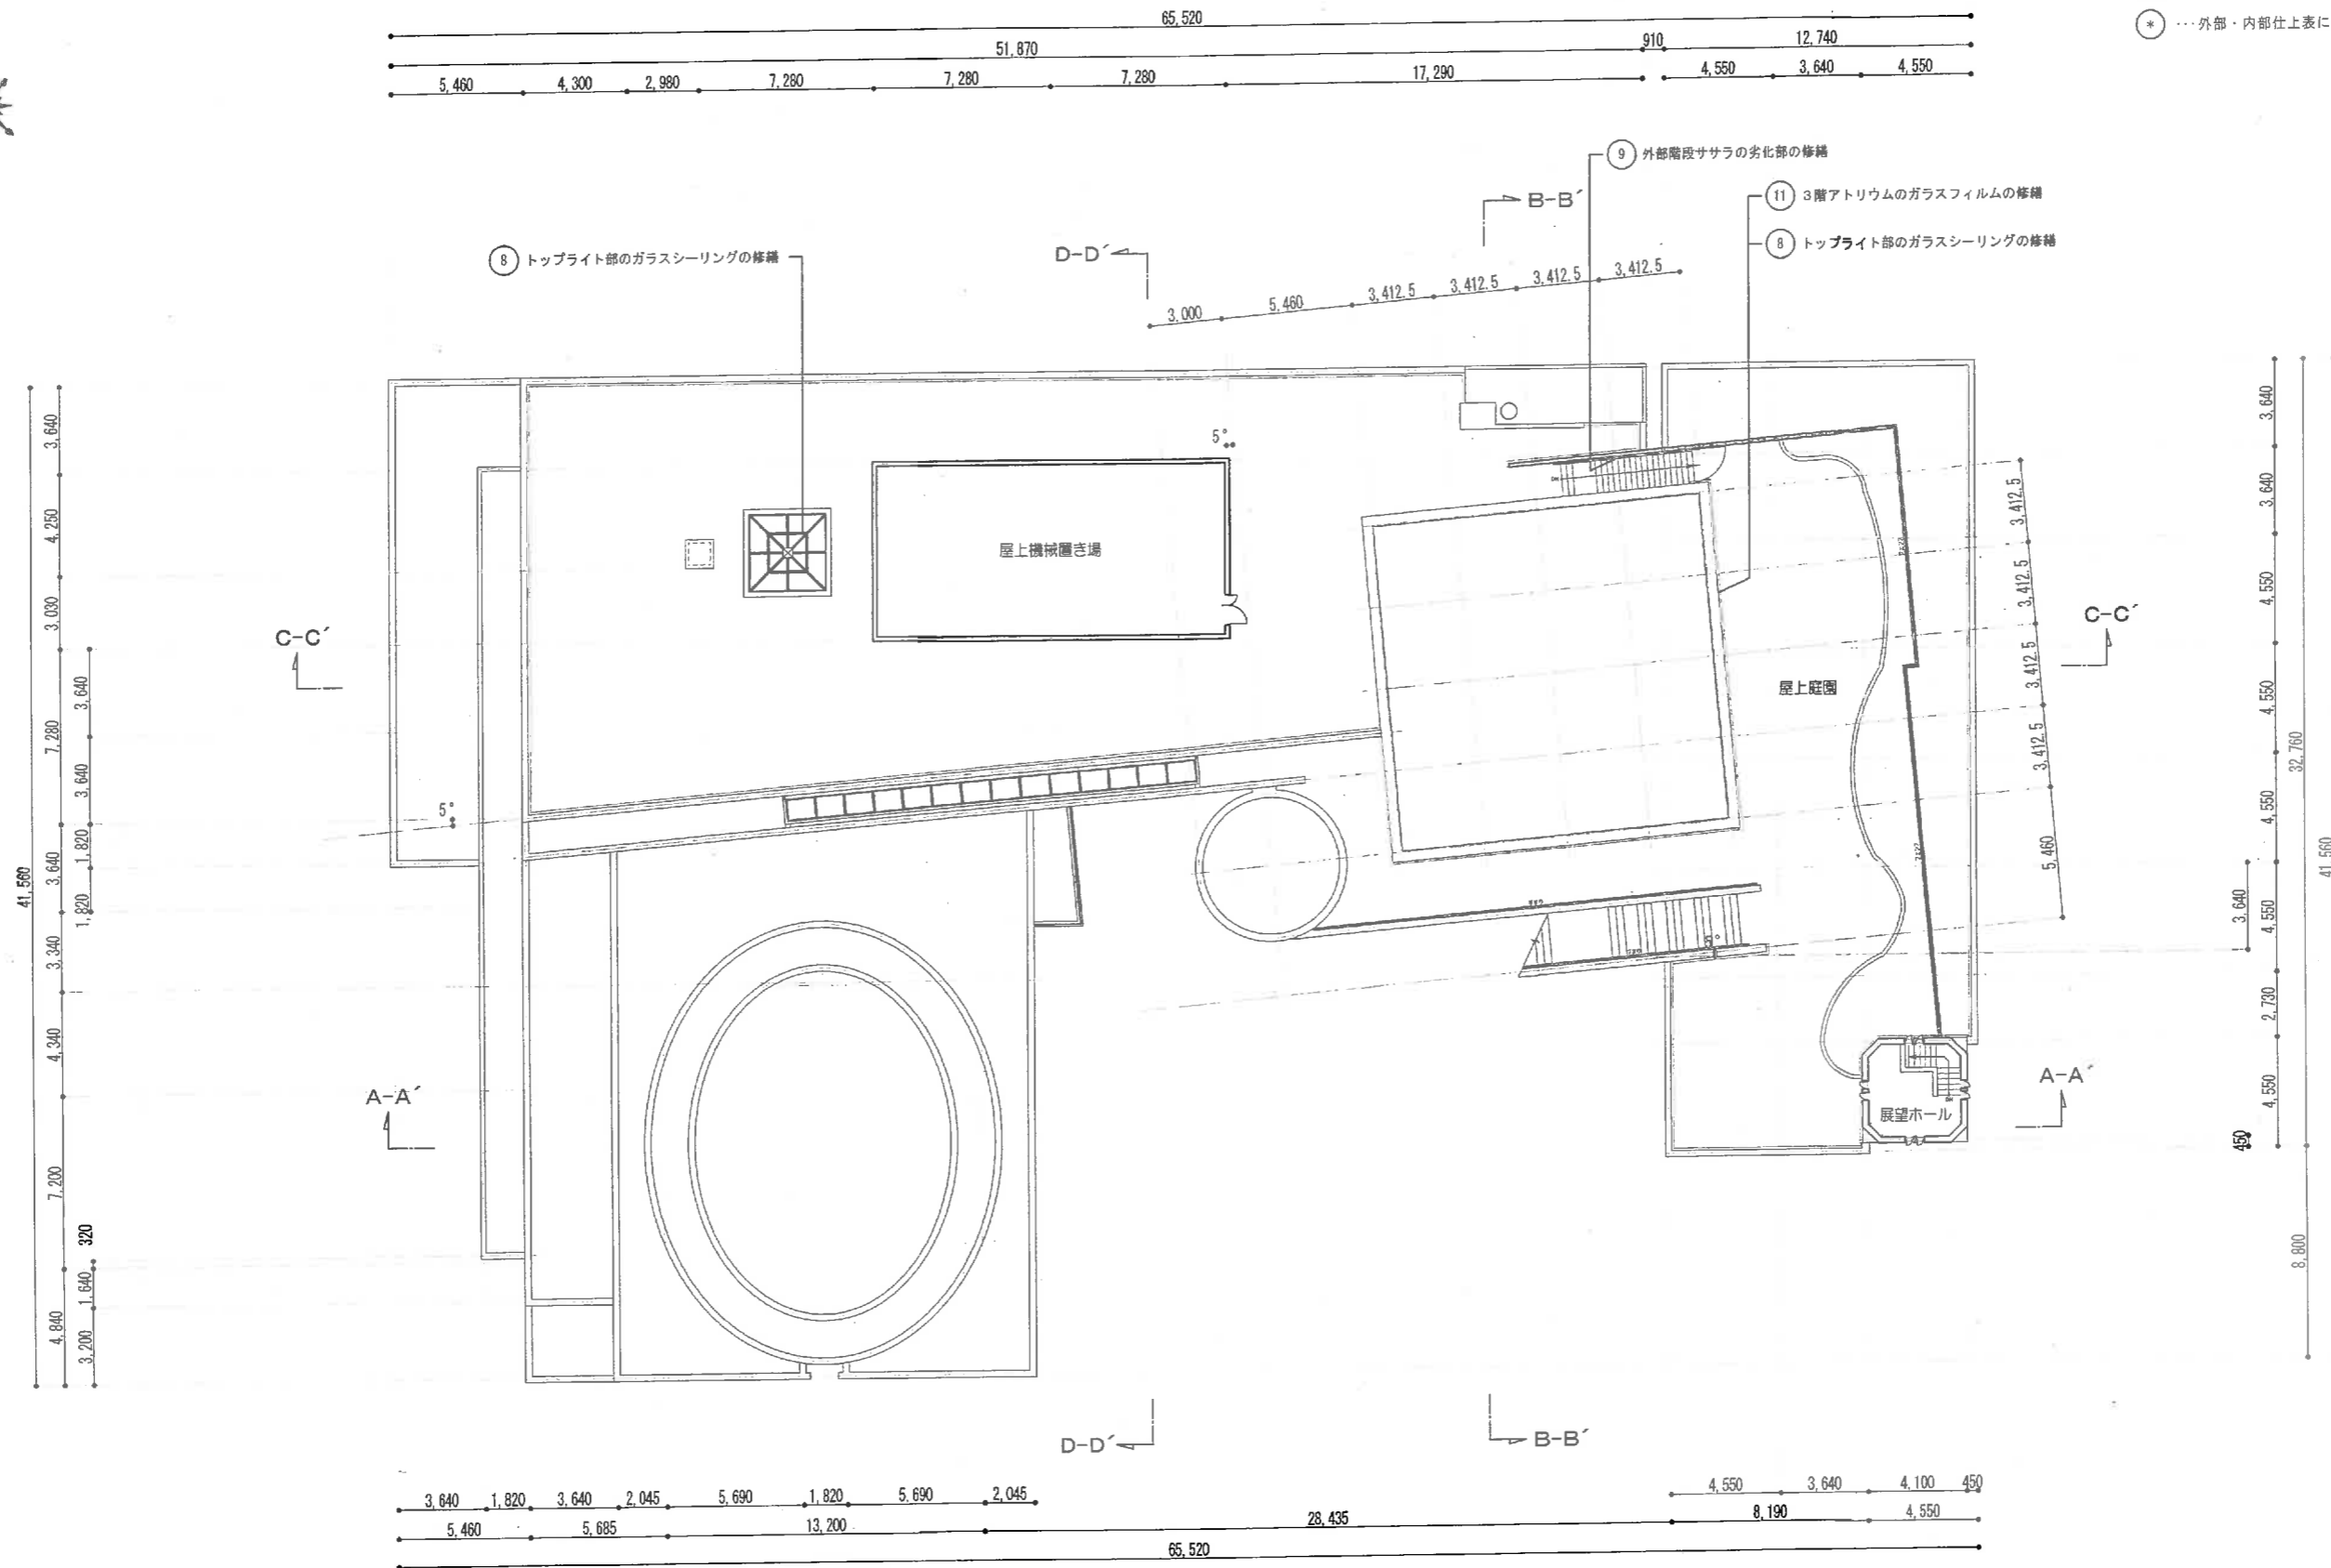 65,520
* ・・・外部・内部仕上表に
51,870 910 12,740
5,460 4,300 2,980 7,280 7,280 7,280 17,290 4,550 3,640 4,550
9 外部階段ササラの劣化部の修繕
11 3階アトリウムのガラスフィルムの修繕
8 トップライト部のガラスシーリングの修繕
8 トップライト部のガラスシーリングの修繕
B-B´
D-D´
3,000 5,460 3,412.5 3,412.5 3,412.5 3,412.5
5°
屋上機械置き場
屋上庭園
展望ホール
C-C´
C-C´
5°
A-A´
A-A´
D-D´
B-B´
41,560
3,640 4,250 3,030 7,280 3,640 3,340 4,340 7,200 4,840
3,640 3,640 1,820 1,820 320 1,640 3,200
3,412.5 3,412.5 3,412.5 3,412.5 5,460
3,640 450
3,640 3,640 4,550 4,550 4,550 4,550 2,730 4,550
32,760 8,800
41,560
3,640 1,820 3,640 2,045 5,690 1,820 5,690 2,045 4,550 3,640 4,100 450
5,460 5,685 13,200 28,435 8,190 4,550
65,520